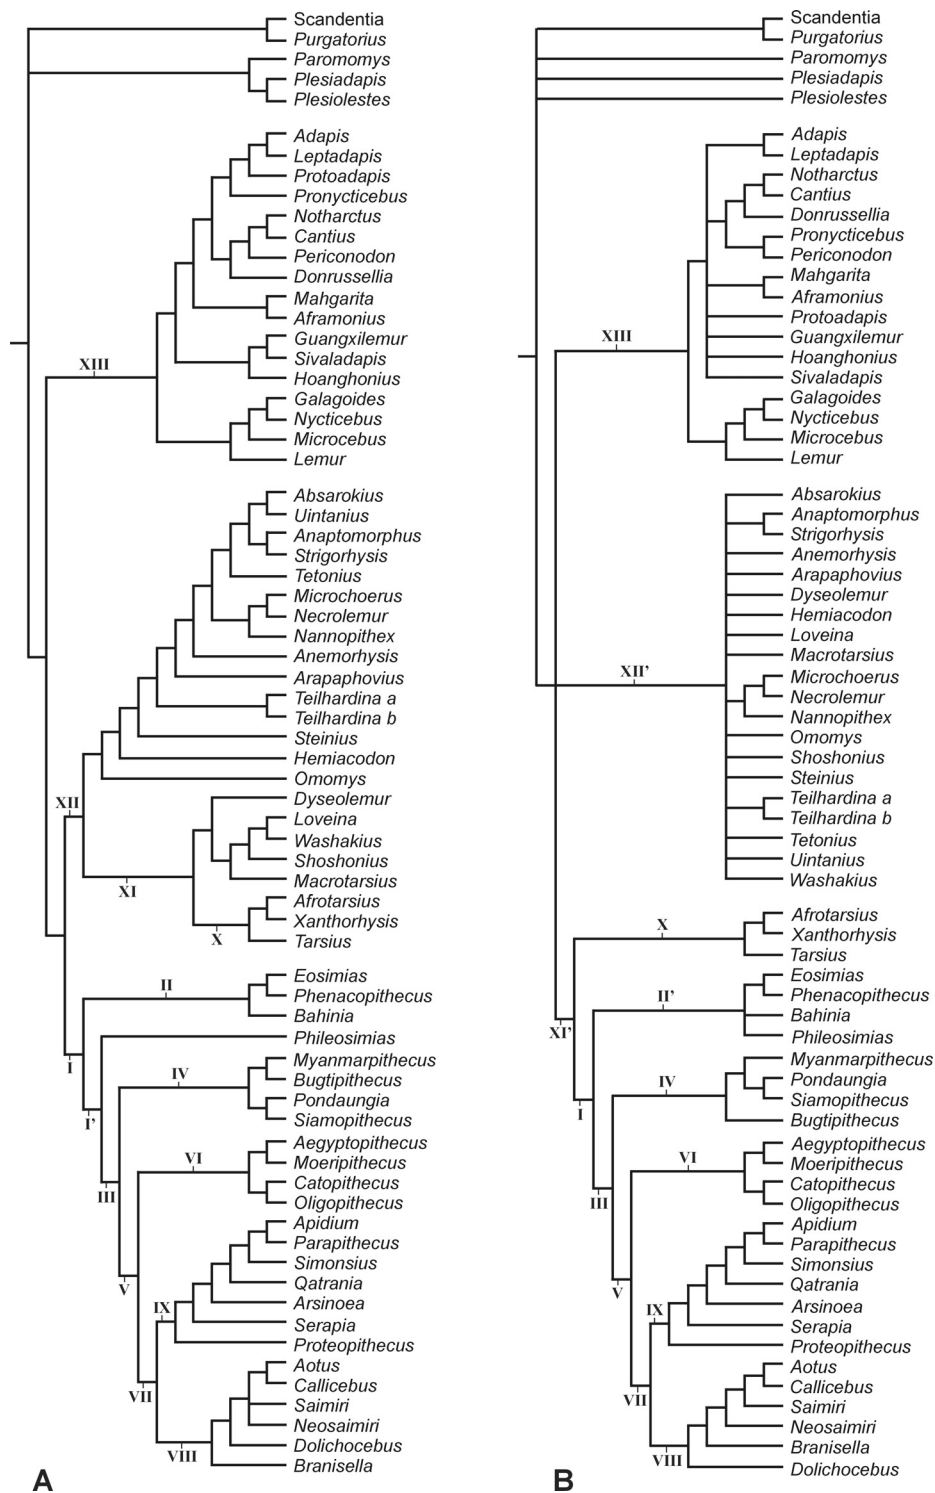 Scandentia
Purgatorius
Paromomys
Plesiadapis
Plesiolestes
Adapis
Leptadapis
Protoadapis
Pronycticebus
Notharctus
Cantius
Periconodon
Donrussellia
Mahgarita
Aframonius
Guangxilemur
Sivaladapis
XIII
Hoanghonius
Galagoides
Nycticebus
Microcebus
Lemur
Absarokius
Uintanius
Anaptomorphus
Strigorhysis
Tetonius
Microchoerus
Necrolemur
Nannopithex
Anemorhysis
Arapaphovius
Teilhardina a
Teilhardina b
Steinius
Hemiacodon
Omomys
XII
Dyseolemur
Loveina
Washakius
Shoshonius
Macrotarsius
XI
Afrotarsius
Xanthorhysis
X
Tarsius
Eosimias
II
Phenacopithecus
Bahinia
Phileosimias
I
Myanmarpithecus
IV
Bugtipithecus
Pondaungia
Siamopithecus
I’
Aegyptopithecus
VI
Moeripithecus
Catopithecus
III
Oligopithecus
Apidium
Parapithecus
Simonsius
Qatrania
V
Arsinoea
IX
Serapia
Proteopithecus
Aotus
Callicebus
VII
Saimiri
Neosaimiri
Dolichocebus
VIII
Branisella
A
Scandentia
Purgatorius
Paromomys
Plesiadapis
Plesiolestes
Adapis
Leptadapis
Notharctus
Cantius
Donrussellia
Pronycticebus
Periconodon
Mahgarita
Aframonius
Protoadapis
XIII
Guangxilemur
Hoanghonius
Sivaladapis
Galagoides
Nycticebus
Microcebus
Lemur
Absarokius
Anaptomorphus
Strigorhysis
Anemorhysis
Arapaphovius
Dyseolemur
Hemiacodon
Loveina
Macrotarsius
XII’
Microchoerus
Necrolemur
Nannopithex
Omomys
Shoshonius
Steinius
Teilhardina a
Teilhardina b
Tetonius
Uintanius
Washakius
Afrotarsius
X
Xanthorhysis
Tarsius
Eosimias
II’
Phenacopithecus
Bahinia
XI’
Phileosimias
Myanmarpithecus
IV
Pondaungia
Siamopithecus
I
Bugtipithecus
Aegyptopithecus
VI
Moeripithecus
Catopithecus
III
Oligopithecus
Apidium
Parapithecus
Simonsius
Qatrania
V
Arsinoea
IX
Serapia
Proteopithecus
Aotus
Callicebus
VII
Saimiri
Neosaimiri
Branisella
VIII
Dolichocebus
B